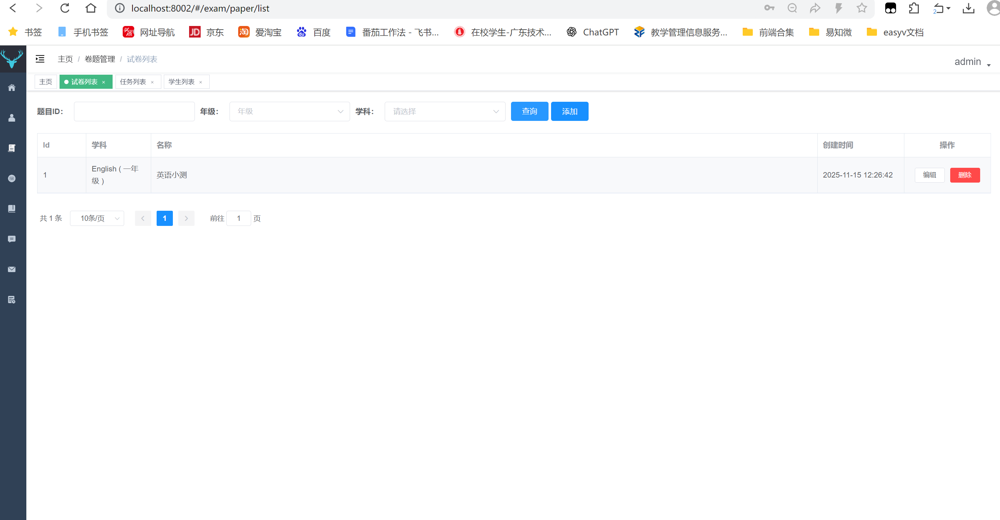 localhost:8002/#/exam/paper/list
2
书签 手机书签 头液 网址导航 JD 京东 淘 爱淘宝 du 百度 番茄工作法 - 飞书... 在校学生-广东技术... ChatGPT 教学管理信息服务... 前端合集 易知微 easyv文档
主页 / 卷题管理 / 试卷列表
admin
主页 试卷列表 × 任务列表 × 学生列表 ×
题目ID： 年级： 年级 学科： 请选择 查询 添加
Id 学科 名称 创建时间 操作
1 English ( 一年
级 ) 英语小测 2025-11-15 12:26:42 编辑 删除
共 1 条 10条/页 1 前往 1 页